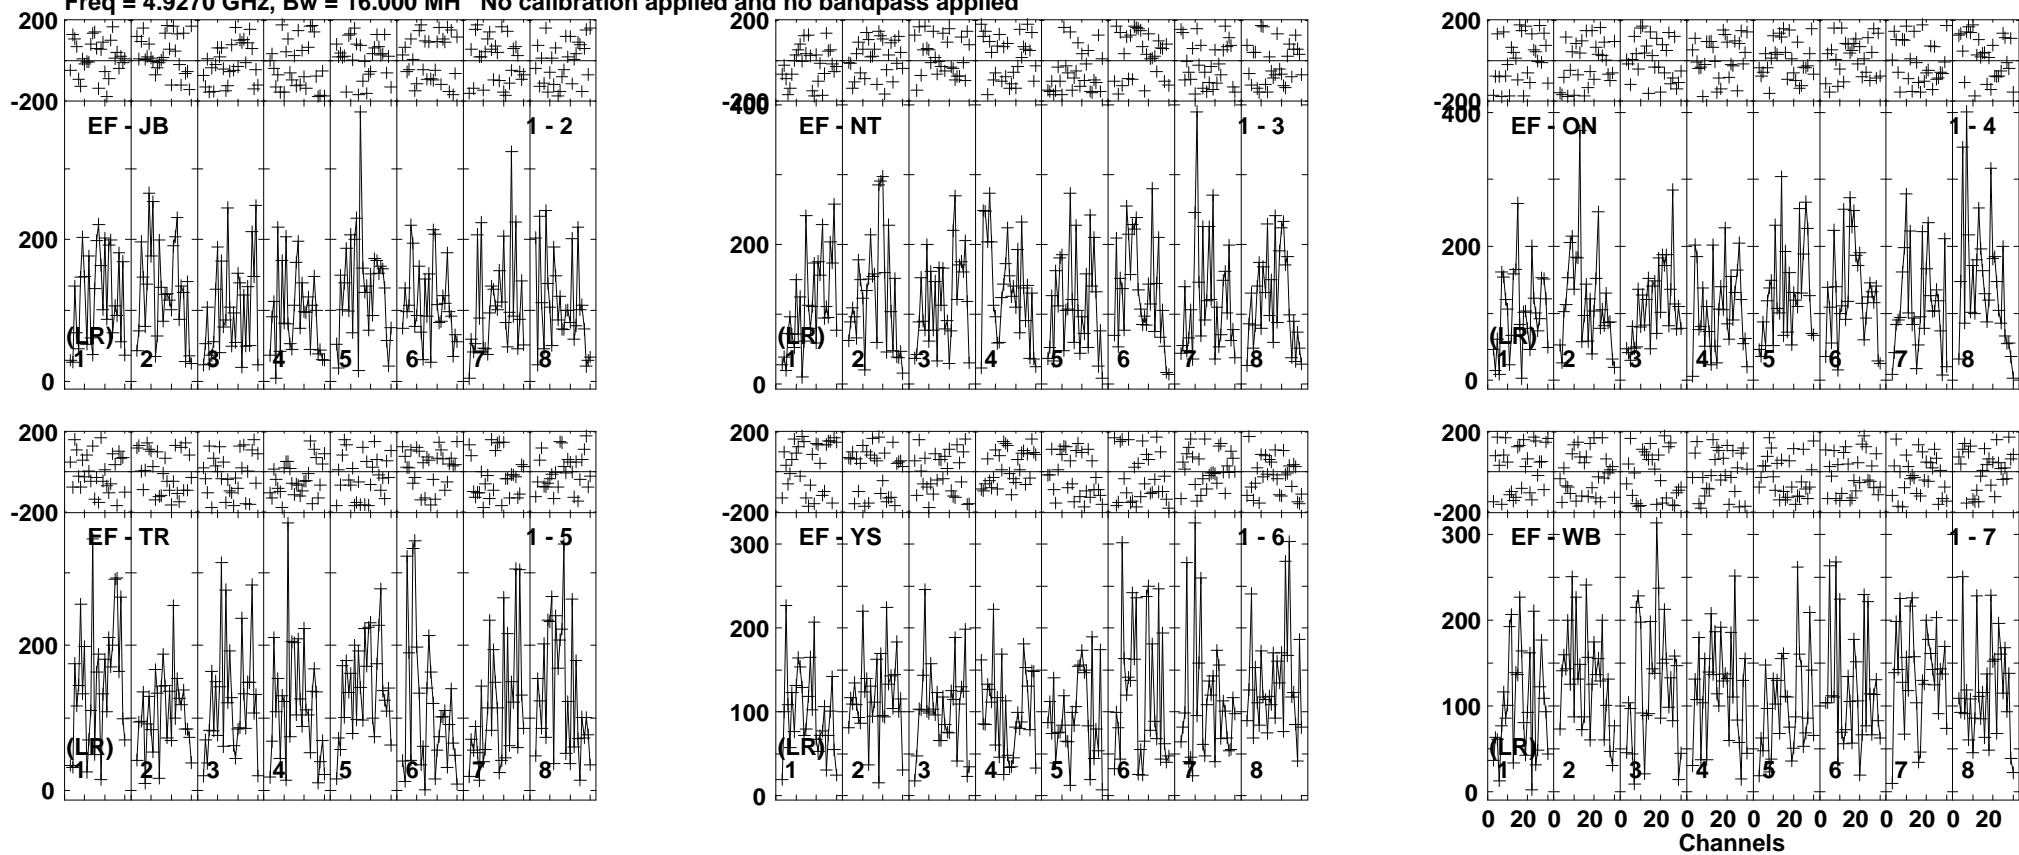 Freq = 4.9270 GHz, Bw = 16.000 MH No calibration applied and no bandpass applied
200
-200
EF - JB
1 - 2
200
0
(LR)
1 2 3 4 5 6 7 8
200
-200
400
EF - NT
1 - 3
200
0
(LR)
1 2 3 4 5 6 7 8
200
-200
400
EF - ON
1 - 4
200
0
(LR)
1 2 3 4 5 6 7 8
200
-200
EF - TR
1 - 5
200
0
(LR)
1 2 3 4 5 6 7 8
200
-200
300
EF - YS
1 - 6
200
100
0
(LR)
1 2 3 4 5 6 7 8
200
-200
300
EF - WB
1 - 7
200
100
0
(LR)
1 2 3 4 5 6 7 8
0 20 0 20 0 20 0 20 0 20 0 20 0 20 0 20
Channels